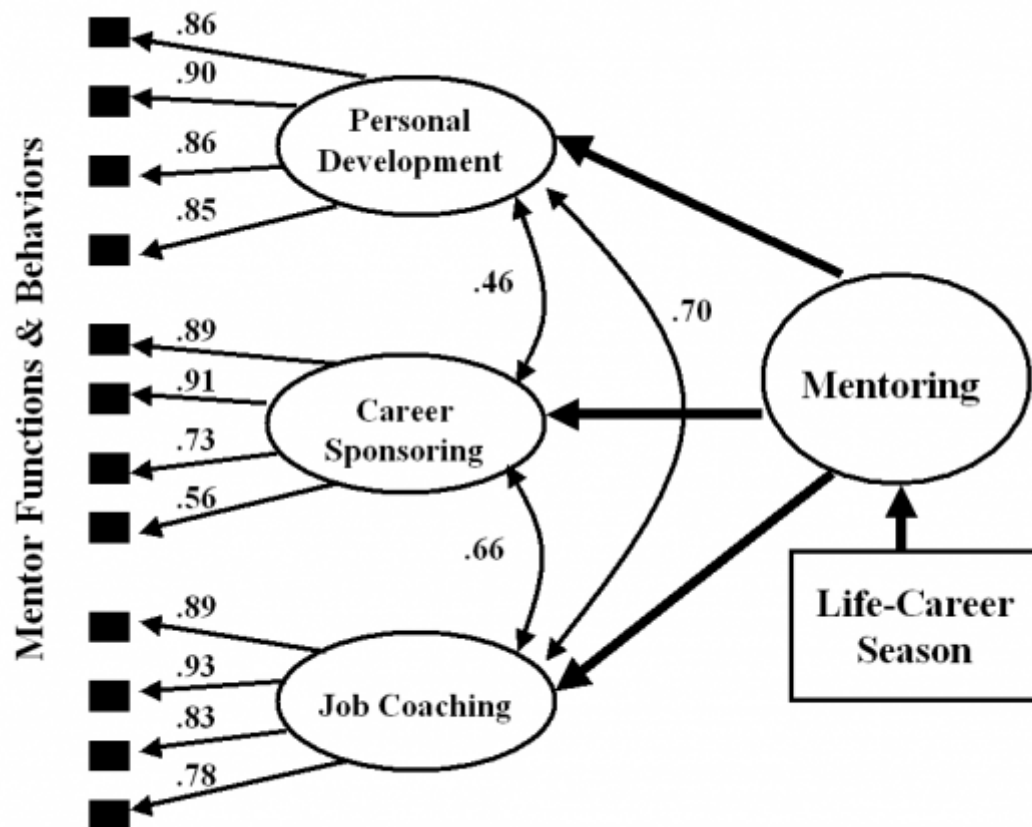 Mentor Functions & Behaviors
.86
.90
.86
.85
Personal
Development
.46
.70
.89
.91
.73
.56
Career
Sponsoring
Mentoring
.66
Life-Career
Season
.89
.93
.83
.78
Job Coaching